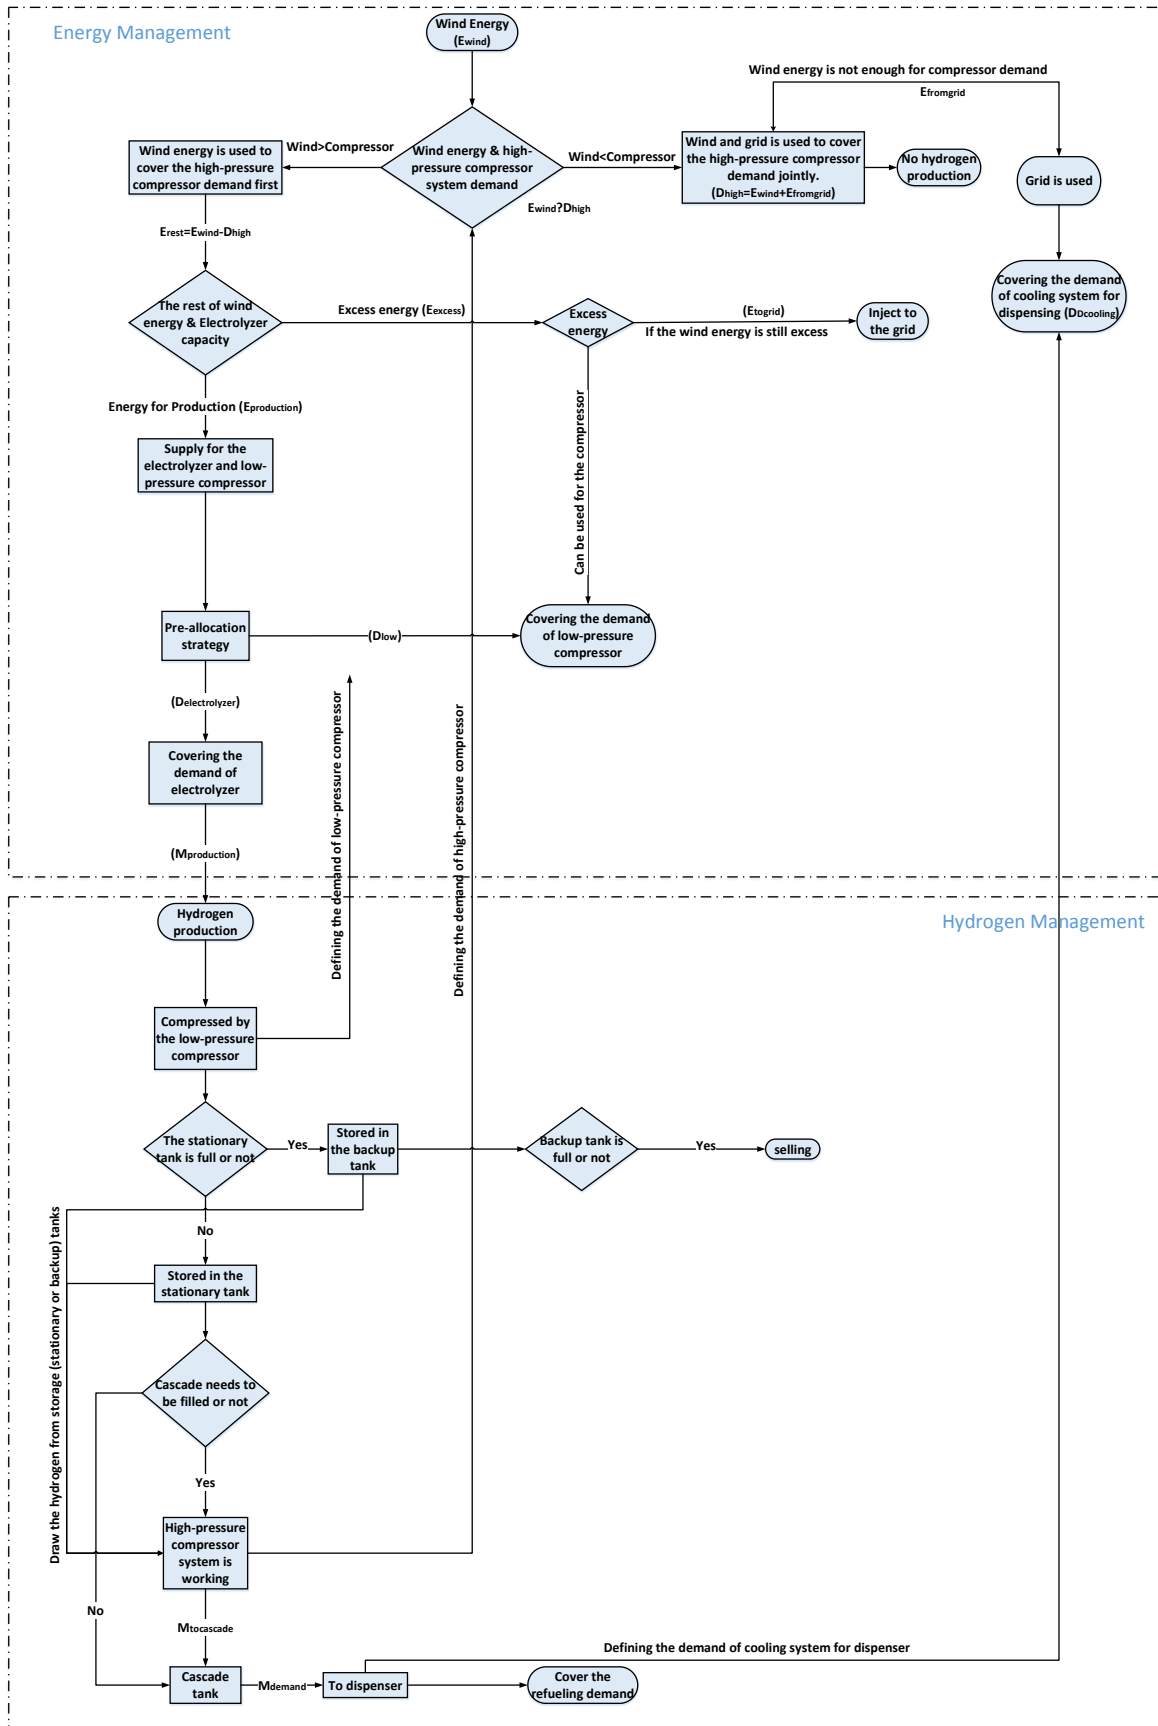 Energy Management
Wind Energy
(Ewind)
Wind energy is not enough for compressor demand
Efromgrid
Wind energy is used to
cover the high-pressure
compressor demand first
Wind>Compressor
Wind energy & high-
pressure compressor
system demand
Wind<Compressor
Wind and grid is used to cover
the high-pressure compressor
demand jointly.
(Dhigh=Ewind+Efromgrid)
No hydrogen
production
Grid is used
Ewind?Dhigh
Erest=Ewind-Dhigh
The rest of wind
energy & Electrolyzer
capacity
Excess energy (Eexcess)
Excess
energy
(Etogrid)
If the wind energy is still excess
Inject to
the grid
Covering the demand
of cooling system for
dispensing (DDcooling)
Energy for Production (Eproduction)
Supply for the
electrolyzer and low-
pressure compressor
Can be used for the compressor
Pre-allocation
strategy
(Dlow)
Covering the demand
of low-pressure
compressor
(Delectrolyzer)
Covering the
demand of
electrolyzer
Defining the demand of low-pressure compressor
Defining the demand of high-pressure compressor
(Mproduction)
Hydrogen Management
Hydrogen
production
Compressed by
the low-pressure
compressor
The stationary
tank is full or not
Yes
Stored in
the backup
tank
Backup tank is
full or not
Yes
selling
No
Draw the hydrogen from storage (stationary or backup) tanks
Stored in the
stationary tank
Cascade needs to
be filled or not
Yes
High-pressure
compressor
system is
working
No
Mtocascade
Defining the demand of cooling system for dispenser
Cascade
tank
Mdemand
To dispenser
Cover the
refueling demand